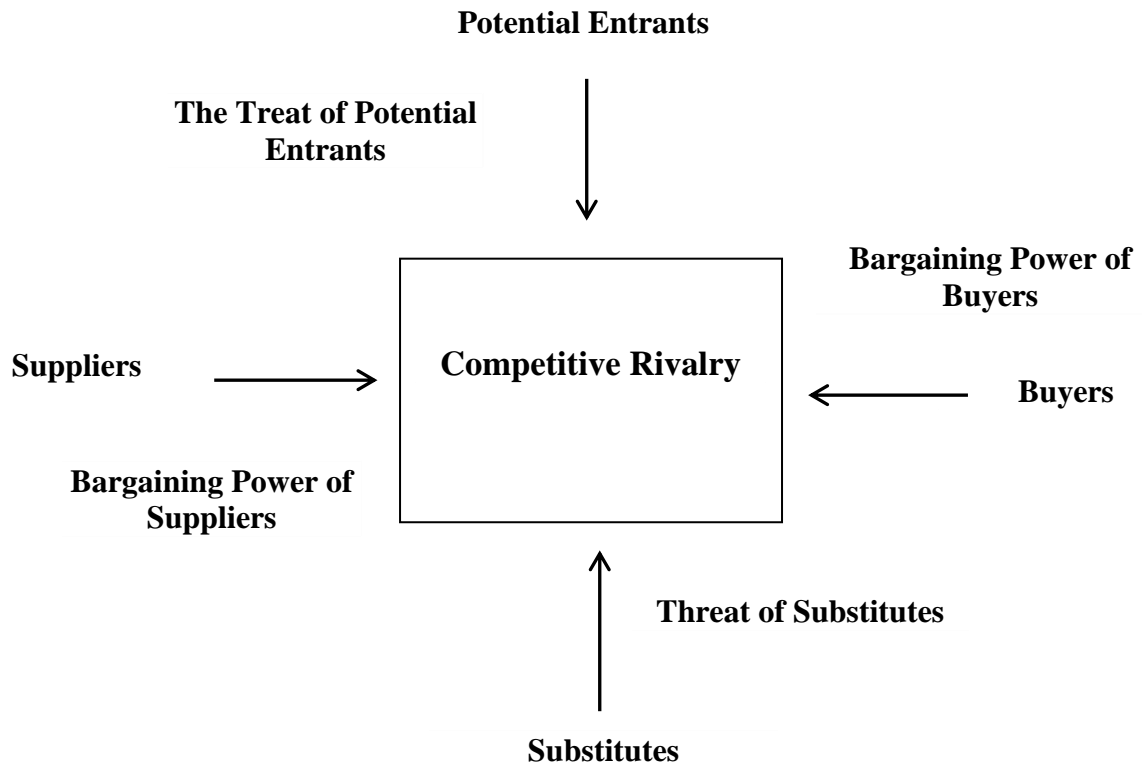 Potential Entrants
The Treat of Potential
Entrants
Bargaining Power of
Buyers
Suppliers
Competitive Rivalry
Buyers
Bargaining Power of
Suppliers
Threat of Substitutes
Substitutes